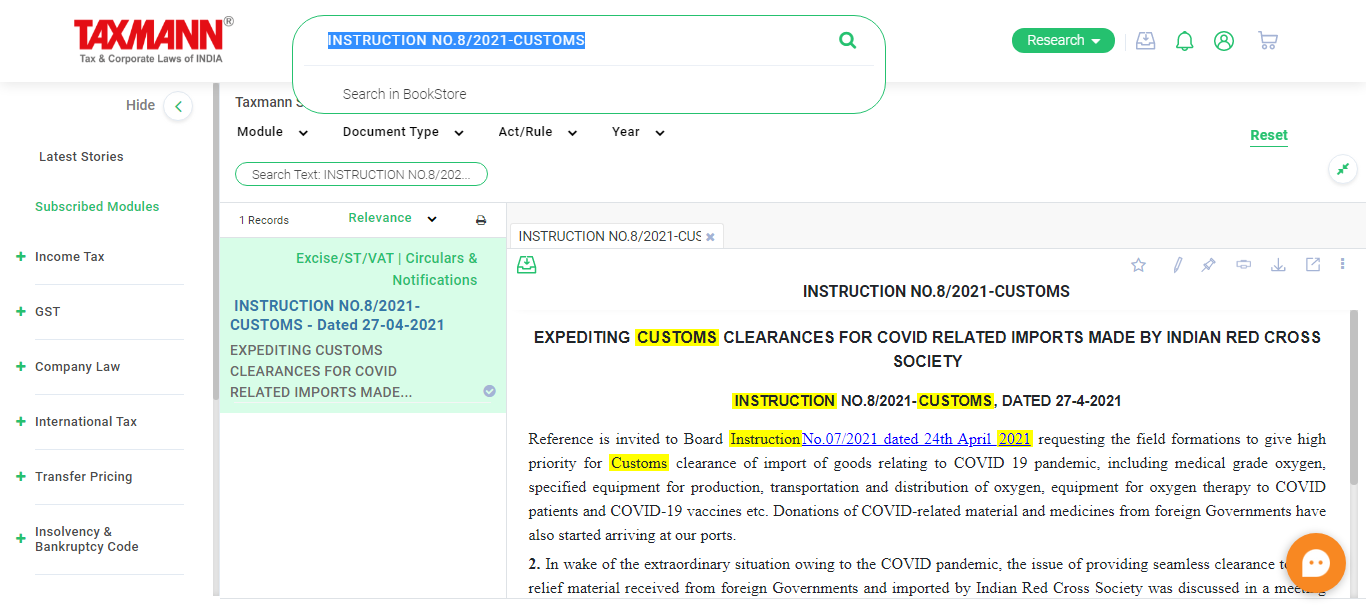 TAXMANN®
Tax & Corporate Laws of INDIA
INSTRUCTION NO.8/2021-CUSTOMS
Search in BookStore
Research
Hide
Latest Stories
Subscribed Modules
+ Income Tax
+ GST
+ Company Law
+ International Tax
+ Transfer Pricing
+ Insolvency &
Bankruptcy Code
Taxmann S
Module
Document Type
Act/Rule
Year
Reset
Search Text: INSTRUCTION NO.8/202...
1 Records
Relevance
Excise/ST/VAT | Circulars &
Notifications
INSTRUCTION NO.8/2021-
CUSTOMS - Dated 27-04-2021
EXPEDITING CUSTOMS
CLEARANCES FOR COVID
RELATED IMPORTS MADE...
INSTRUCTION NO.8/2021-CUS
INSTRUCTION NO.8/2021-CUSTOMS
EXPEDITING CUSTOMS CLEARANCES FOR COVID RELATED IMPORTS MADE BY INDIAN RED CROSS
SOCIETY
INSTRUCTION NO.8/2021-CUSTOMS, DATED 27-4-2021
Reference is invited to Board Instruction No.07/2021 dated 24th April 2021 requesting the field formations to give high
priority for Customs clearance of import of goods relating to COVID 19 pandemic, including medical grade oxygen,
specified equipment for production, transportation and distribution of oxygen, equipment for oxygen therapy to COVID
patients and COVID-19 vaccines etc. Donations of COVID-related material and medicines from foreign Governments have
also started arriving at our ports.
2. In wake of the extraordinary situation owing to the COVID pandemic, the issue of providing seamless clearance
relief material received from foreign Governments and imported by Indian Red Cross Society was discussed in a meeting